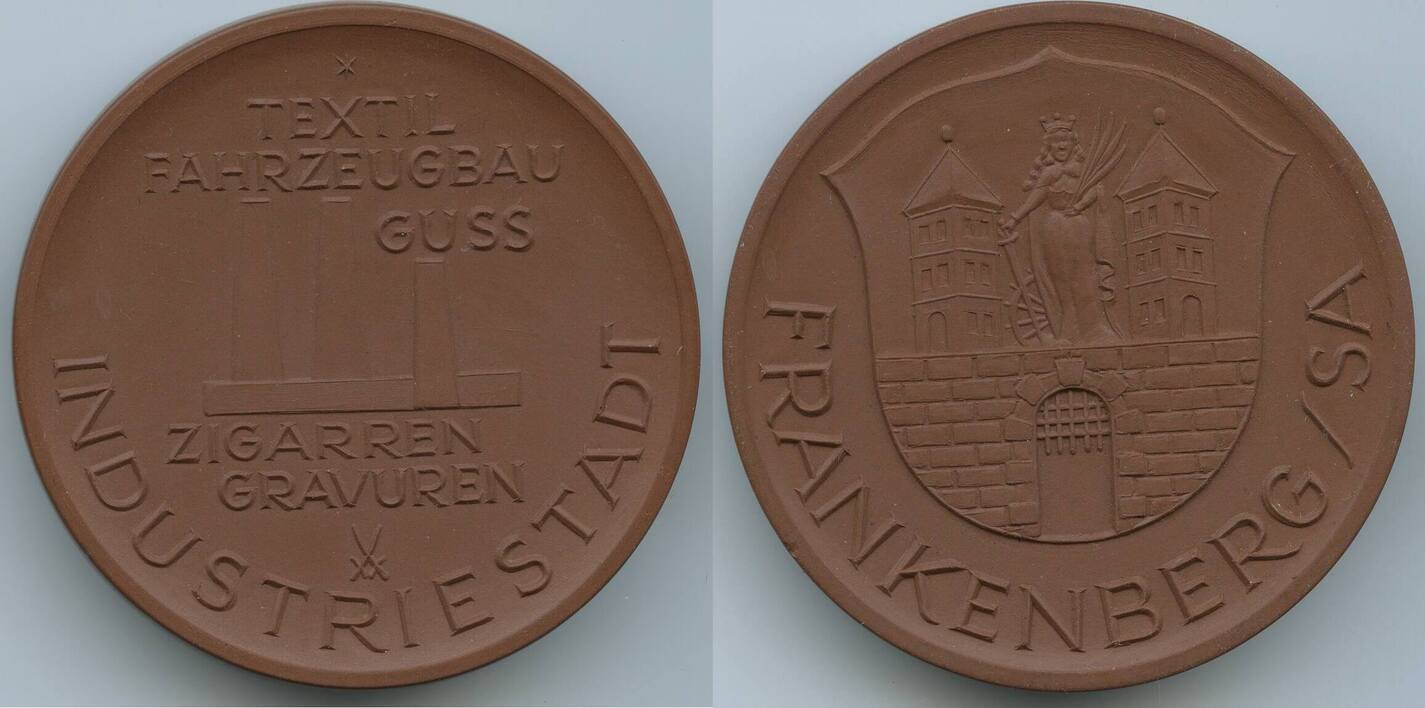 TEXTIL
FAHRZEUGBAU
GUSS
ZIGARREN
GRAVUREN
INDUSTRIESTADT
FRANKENBERG/SA